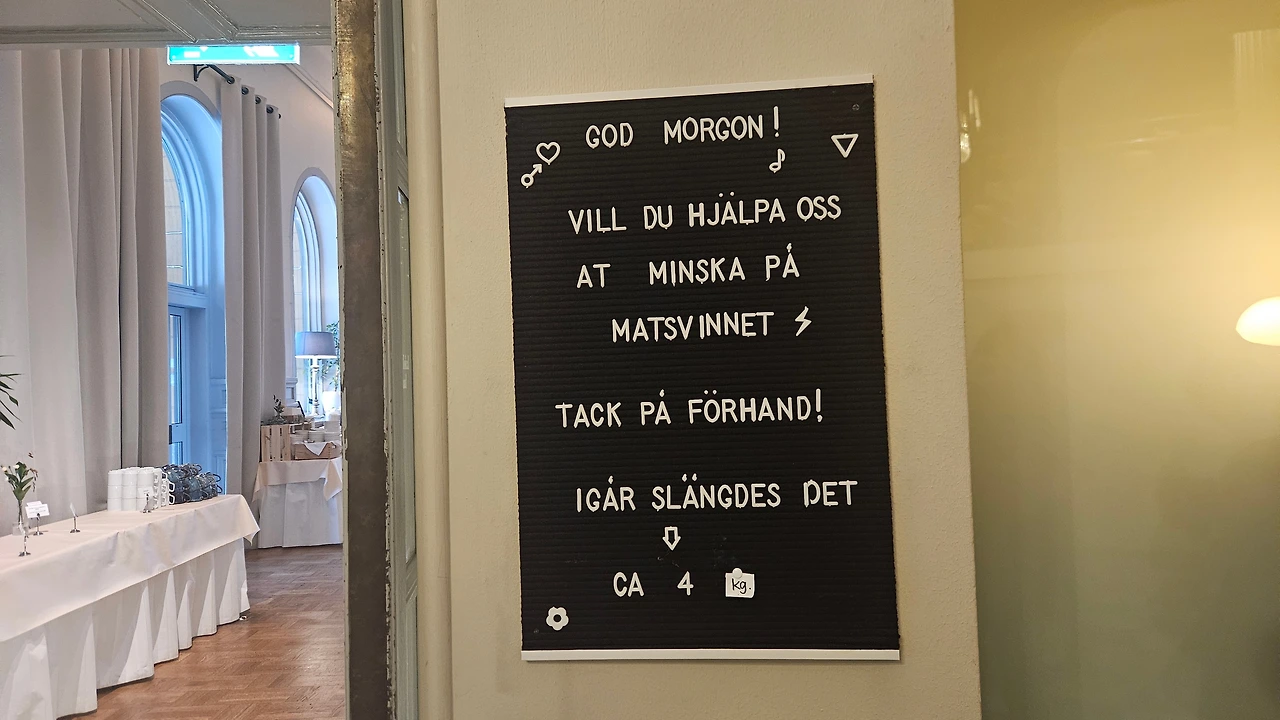 GOD MORGON!
VILL DU HJÄLPA OSS
AT MINSKA PÅ
MATSVINNET
TACK PÅ FÖRHAND!
IGÅR SLÄNGDES DET
CA 4 kg.